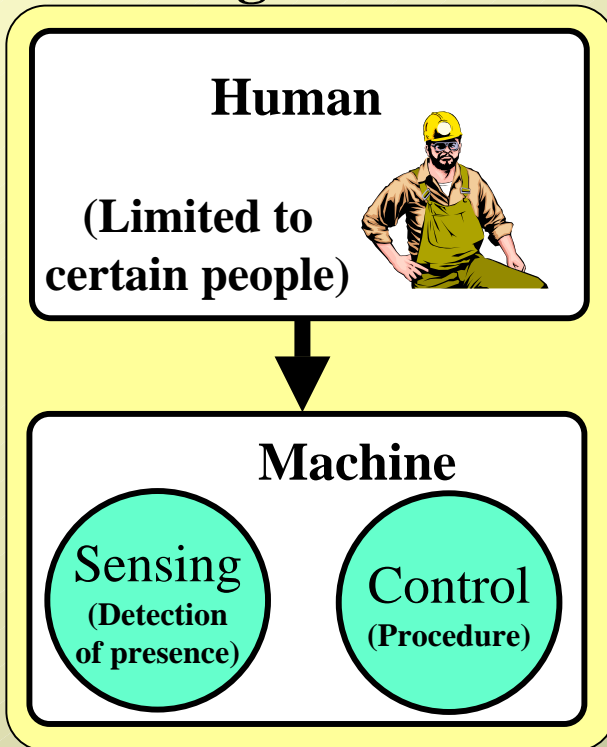 Human
(Limited to
certain people)
Machine
Sensing
(Detection
of presence)
Control
(Procedure)